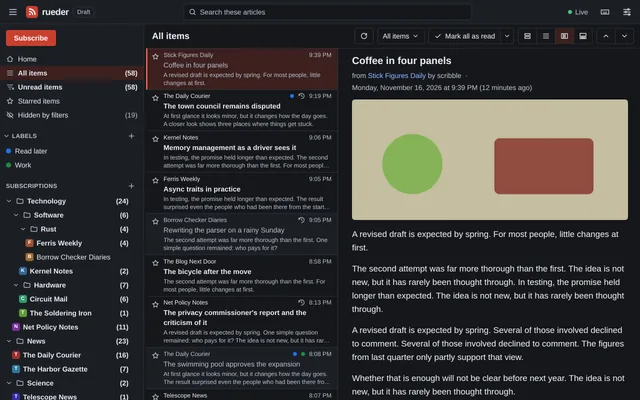 rueder Draft
Search these articles
Live
Subscribe
Home
All items (58)
Unread items (58)
Starred items
Hidden by filters (19)
LABELS
Read later
Work
SUBSCRIPTIONS
Technology (24)
Software (6)
Rust (4)
F Ferris Weekly (4)
B Borrow Checker Diaries
K Kernel Notes (2)
Hardware (7)
C Circuit Mail (6)
T The Soldering Iron (1)
N Net Policy Notes (11)
News (23)
T The Daily Courier (16)
T The Harbor Gazette (7)
Science (2)
T Telescope News (1)
All items
All items
Mark all as read
Stick Figures Daily 9:39 PM
Coffee in four panels
A revised draft is expected by spring. For most people, little
changes at first.
The Daily Courier 9:19 PM
The town council remains disputed
At first glance it looks minor, but it changes how the day goes.
A closer look shows three places where things get stuck.
Kernel Notes 9:06 PM
Memory management as a driver sees it
In testing, the promise held longer than expected. The second
attempt was far more thorough than the first. For most peopl…
Ferris Weekly 9:05 PM
Async traits in practice
In testing, the promise held longer than expected. The result
surprised even the people who had been there from the start…
Borrow Checker Diaries 9:05 PM
Rewriting the parser on a rainy Sunday
The second attempt was far more thorough than the first. One
simple question remained: who pays for it?
The Blog Next Door 8:58 PM
The bicycle after the move
The second attempt was far more thorough than the first.
Net Policy Notes 8:13 PM
The privacy commissioner's report and the
criticism of it
A revised draft is expected by spring. One simple question
remained: who pays for it? The idea is not new, but it has r…
The Daily Courier 8:08 PM
The swimming pool approves the expansion
At first glance it looks minor, but it changes how the day goes.
The result surprised even the people who had been there fro…
Telescope News 8:07 PM
Coffee in four panels
from Stick Figures Daily by scribble ·
Monday, November 16, 2026 at 9:39 PM (12 minutes ago)
A revised draft is expected by spring. For most people, little changes at
first.
The second attempt was far more thorough than the first. The idea is not
new, but it has rarely been thought through. In testing, the promise held
longer than expected. The idea is not new, but it has rarely been thought
through.
A revised draft is expected by spring. Several of those involved declined
to comment. Several of those involved declined to comment. The figures
from last quarter only partly support that view.
Whether that is enough will not be clear before next year. The idea is not
new, but it has rarely been thought through. At first glance it looks minor,